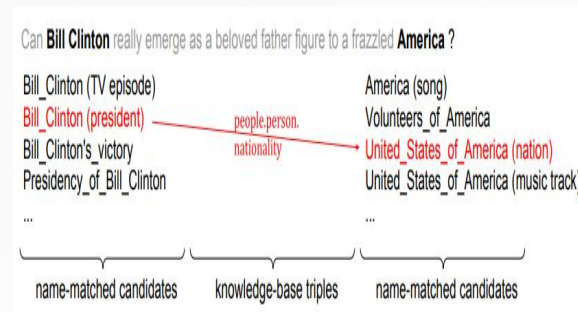 Can Bill Clinton really emerge as a beloved father figure to a frazzled America ?
Bill_Clinton (TV episode)
Bill_Clinton (president)
Bill_Clinton's_victory
Presidency_of_Bill_Clinton
...
people.person.
nationality
America (song)
Volunteers_of_America
United_States_of_America (nation)
United_States_of_America (music track)
...
name-matched candidates
knowledge-base triples
name-matched candidates